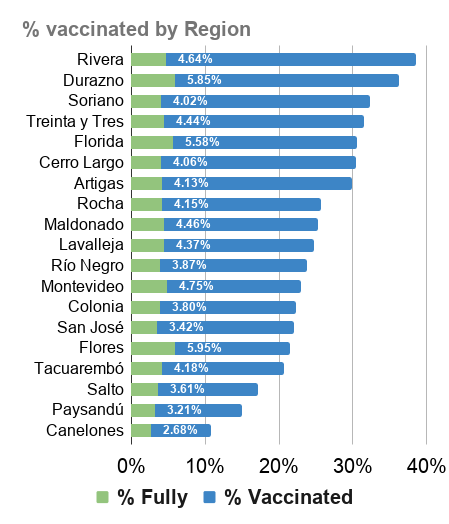 % vaccinated by Region
Rivera 4.64%
Durazno 5.85%
Soriano 4.02%
Treinta y Tres 4.44%
Florida 5.58%
Cerro Largo 4.06%
Artigas 4.13%
Rocha 4.15%
Maldonado 4.46%
Lavalleja 4.37%
Río Negro 3.87%
Montevideo 4.75%
Colonia 3.80%
San José 3.42%
Flores 5.95%
Tacuarembó 4.18%
Salto 3.61%
Paysandú 3.21%
Canelones 2.68%
0% 10% 20% 30% 40%
% Fully % Vaccinated